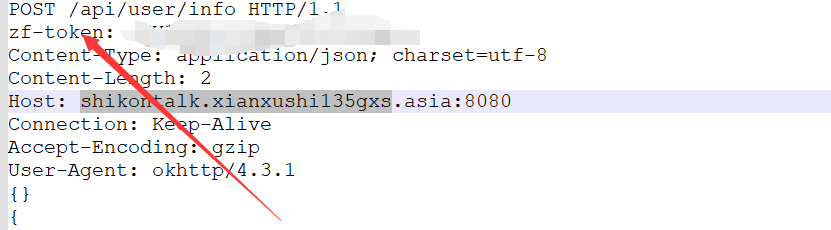 POST /api/user/info HTTP/1.1
zf-token:
Content-Type: application/json; charset=utf-8
Content-Length: 2
Host: shikontalk.xianxushi135gxs.asia:8080
Connection: Keep-Alive
Accept-Encoding: gzip
User-Agent: okhttp/4.3.1
{}
{